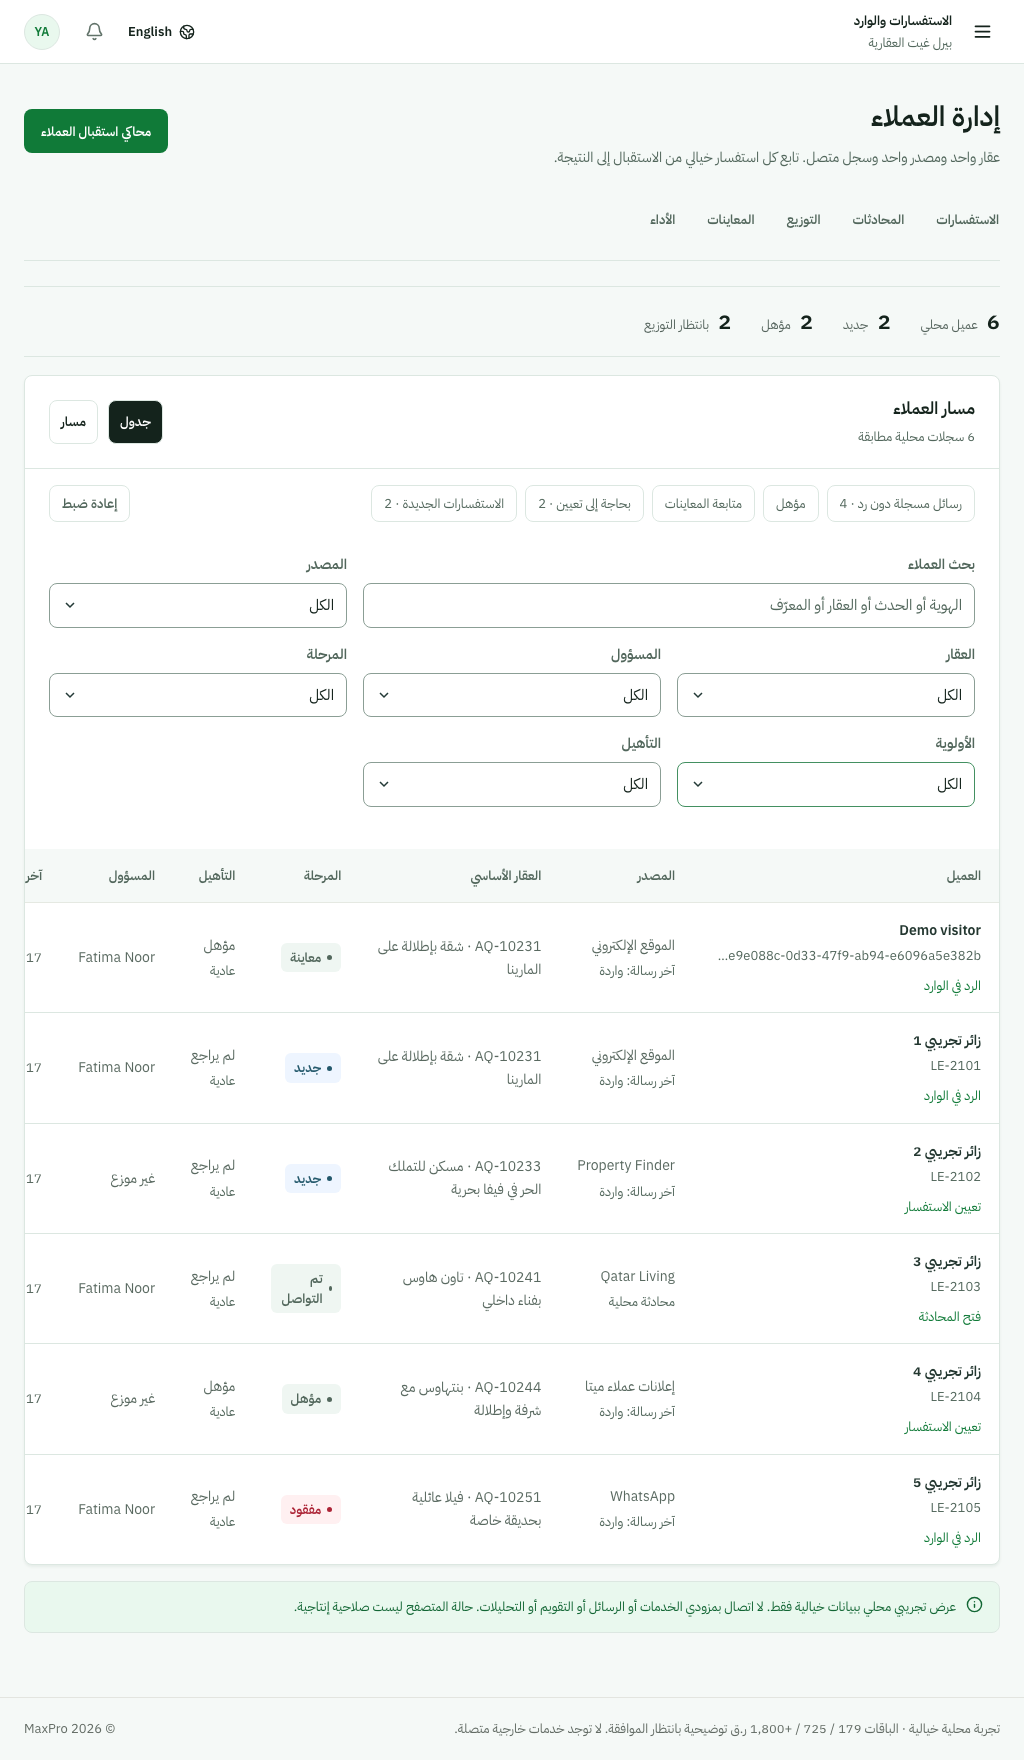 الاستفسارات والوارد
بيرل غيت العقارية
English
YA
إدارة العملاء
عقار واحد ومصدر واحد وسجل متصل. تابع كل استفسار خيالي من الاستقبال إلى النتيجة.
محاكي استقبال العملاء
الاستفسارات
المحادثات
التوزيع
المعاينات
الأداء
6 عميل محلي
2 جديد
2 مؤهل
2 بانتظار التوزيع
مسار العملاء
6 سجلات محلية مطابقة
جدول
مسار
رسائل مسجلة دون رد · 4
مؤهل
متابعة المعاينات
بحاجة إلى تعيين · 2
الاستفسارات الجديدة · 2
إعادة ضبط
بحث العملاء
المصدر
الهوية أو الحدث أو العقار أو المعرّف
الكل
العقار
المسؤول
المرحلة
الكل
الكل
الكل
الأولوية
التأهيل
الكل
الكل
العميل
المصدر
العقار الأساسي
المرحلة
التأهيل
المسؤول
آخر
Demo visitor
e9e088c-0d33-47f9-ab94-e6096a5e382b…
الرد في الوارد
الموقع الإلكتروني
آخر رسالة: واردة
AQ-10231 · شقة بإطلالة على
المارينا
معاينة
مؤهل
عادية
Fatima Noor
17
زائر تجريبي 1
LE-2101
الرد في الوارد
الموقع الإلكتروني
آخر رسالة: واردة
AQ-10231 · شقة بإطلالة على
المارينا
جديد
لم يراجع
عادية
Fatima Noor
17
زائر تجريبي 2
LE-2102
تعيين الاستفسار
Property Finder
آخر رسالة: واردة
AQ-10233 · مسكن للتملك
الحر في فيفا بحرية
جديد
لم يراجع
عادية
غير موزع
17
زائر تجريبي 3
LE-2103
فتح المحادثة
Qatar Living
محادثة محلية
AQ-10241 · تاون هاوس
بفناء داخلي
تم
التواصل
لم يراجع
عادية
Fatima Noor
17
زائر تجريبي 4
LE-2104
تعيين الاستفسار
إعلانات عملاء ميتا
آخر رسالة: واردة
AQ-10244 · بنتهاوس مع
شرفة وإطلالة
مؤهل
مؤهل
عادية
غير موزع
17
زائر تجريبي 5
LE-2105
الرد في الوارد
WhatsApp
آخر رسالة: واردة
AQ-10251 · فيلا عائلية
بحديقة خاصة
مفقود
لم يراجع
عادية
Fatima Noor
17
عرض تجريبي محلي ببيانات خيالية فقط. لا اتصال بمزودي الخدمات أو الرسائل أو التقويم أو التحليلات. حالة المتصفح ليست صلاحية إنتاجية.
تجربة محلية خيالية · الباقات 179 / 725 / +1,800 ر.ق توضيحية بانتظار الموافقة. لا توجد خدمات خارجية متصلة.
© 2026 MaxPro